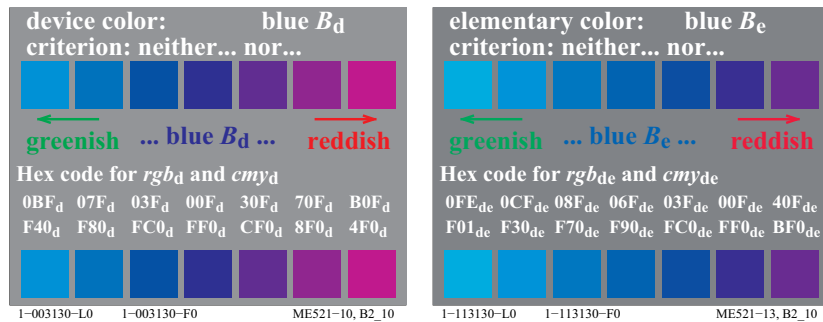 device color: blue Bd
criterion: neither... nor...
greenish ... blue Bd ... reddish
Hex code for rgbd and cmyd
0BFd 07Fd 03Fd 00Fd 30Fd 70Fd B0Fd
F40d F80d FC0d FF0d CF0d 8F0d 4F0d
1−003130−L0 1−003130−F0 ME521−10, B2_10
elementary color: blue Be
criterion: neither... nor...
greenish ... blue Be ... reddish
Hex code for rgbde and cmyde
0FEde 0CFde 08Fde 06Fde 03Fde 00Fde 40Fde
F01de F30de F70de F90de FC0de FF0de BF0de
1−113130−L0 1−113130−F0 ME521−13, B2_10